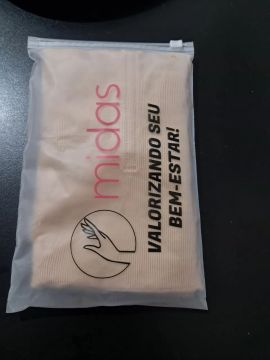 midas
VALORIZANDO SEU
BEM-ESTAR!